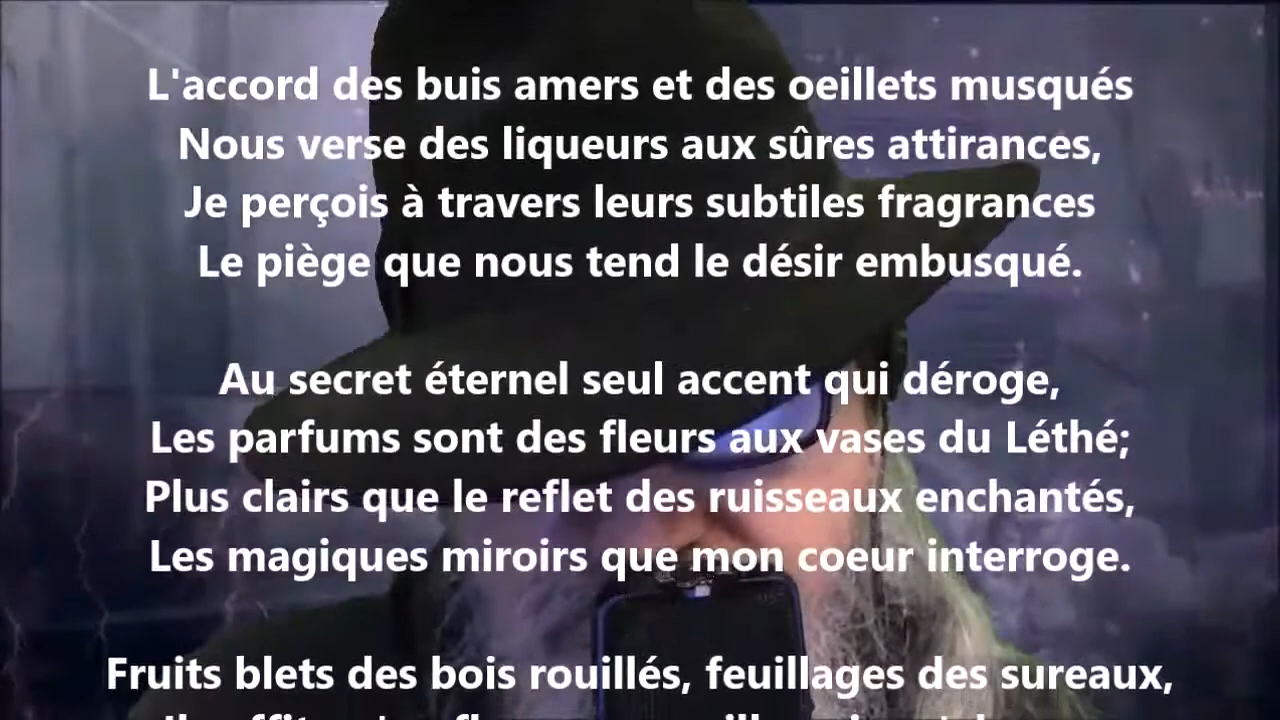 L'accord des buis amers et des oeillets musqués
Nous verse des liqueurs aux sûres attirances,
Je perçois à travers leurs subtiles fragrances
Le piège que nous tend le désir embusqué.
Au secret éternel seul accent qui déroge,
Les parfums sont des fleurs aux vases du Léthé;
Plus clairs que le reflet des ruisseaux enchantés,
Les magiques miroirs que mon coeur interroge.
Fruits blets des bois rouillés, feuillages des sureaux,